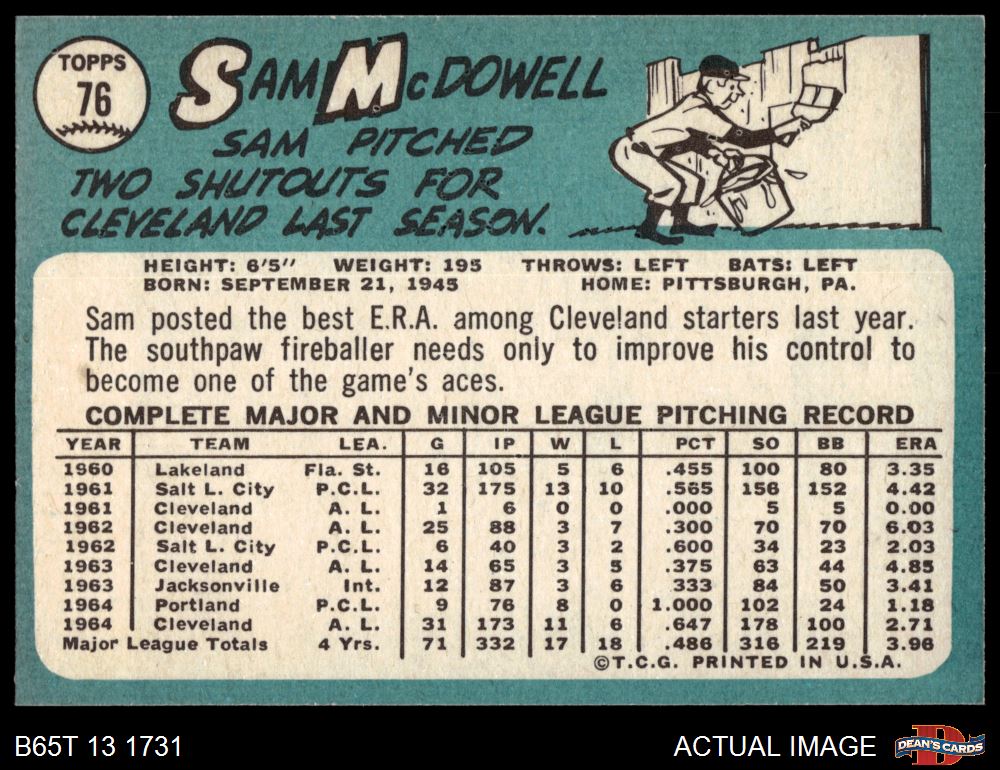 TOPPS
76
SAM McDOWELL
SAM PITCHED
TWO SHUTOUTS FOR
CLEVELAND LAST SEASON.
HEIGHT: 6'5" WEIGHT: 195 THROWS: LEFT BATS: LEFT
BORN: SEPTEMBER 21, 1945 HOME: PITTSBURGH, PA.
Sam posted the best E.R.A. among Cleveland starters last year.
The southpaw fireballer needs only to improve his control to
become one of the game's aces.
COMPLETE MAJOR AND MINOR LEAGUE PITCHING RECORD
YEAR TEAM LEA. G IP W L PCT SO BB ERA
1960 Lakeland Fla. St. 16 105 5 6 .455 100 80 3.35
1961 Salt L. City P.C.L. 32 175 13 10 .565 156 152 4.42
1961 Cleveland A. L. 1 6 0 0 .000 5 5 0.00
1962 Cleveland A. L. 25 88 3 7 .300 70 70 6.03
1962 Salt L. City P.C.L. 6 40 3 2 .600 34 23 2.03
1963 Cleveland A. L. 14 65 3 5 .375 63 44 4.85
1963 Jacksonville Int. 12 87 3 6 .333 84 50 3.41
1964 Portland P.C.L. 9 76 8 0 1.000 102 24 1.18
1964 Cleveland A. L. 31 173 11 6 .647 178 100 2.71
Major League Totals 4 Yrs. 71 332 17 18 .486 316 219 3.96
©T.C.G. PRINTED IN U.S.A.
B65T 13 1731 ACTUAL IMAGE DEAN'S CARDS